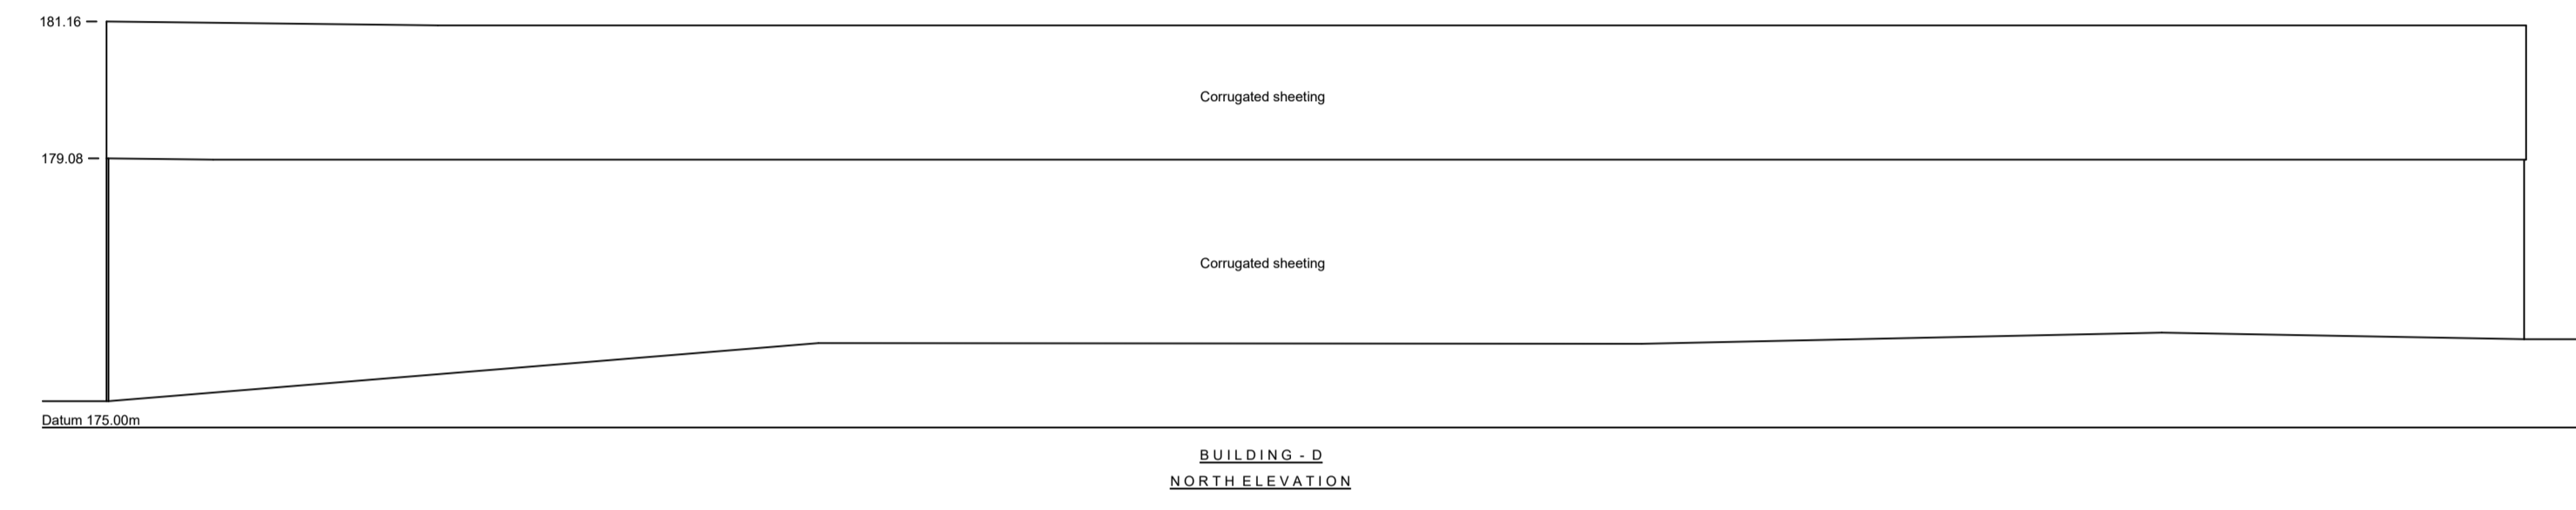 181.16
Corrugated sheeting
179.08
Corrugated sheeting
Datum 175.00m
BUILDING - D
NORTH ELEVATION